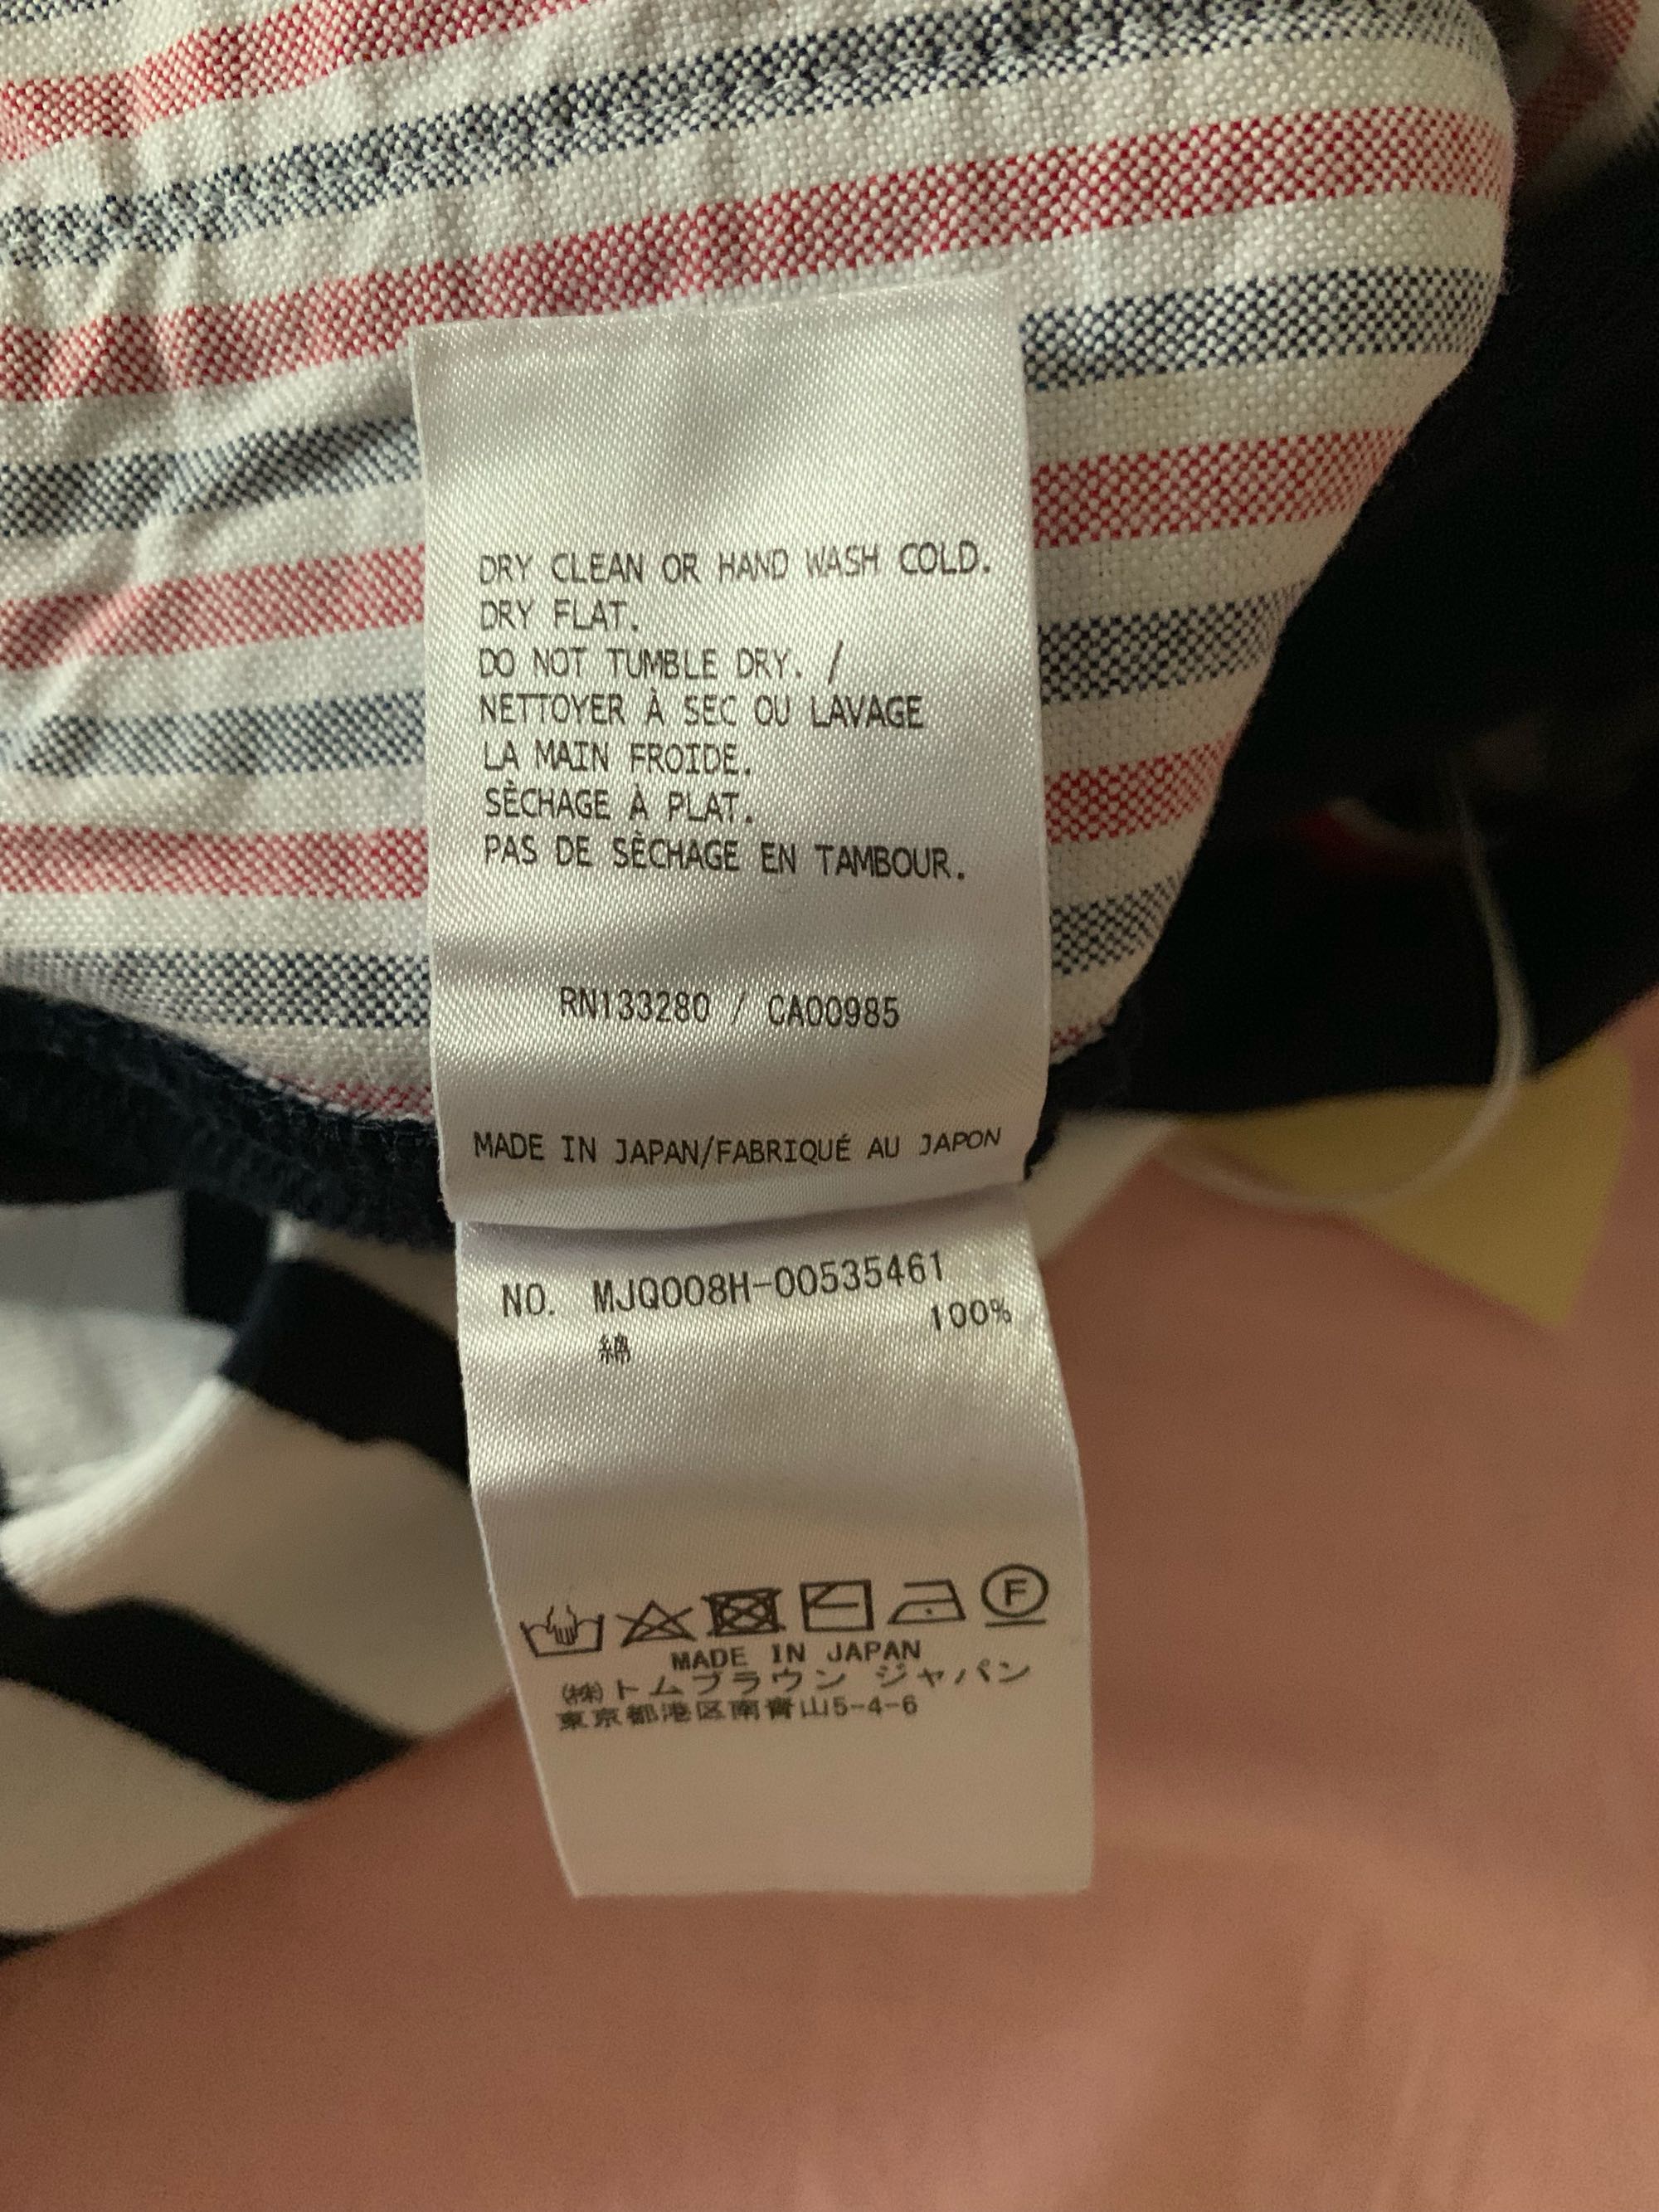 DRY CLEAN OR HAND WASH COLD.
DRY FLAT.
DO NOT TUMBLE DRY. /
NETTOYER À SEC OU LAVAGE
LA MAIN FROIDE.
SÈCHAGE À PLAT.
PAS DE SÈCHAGE EN TAMBOUR.
RN133280 / CA00985
MADE IN JAPAN/FABRIQUÉ AU JAPON
NO. MJQ008H-00535461
綿 100%
F
MADE IN JAPAN
㈱トムブラウン ジャパン
東京都港区南青山5-4-6